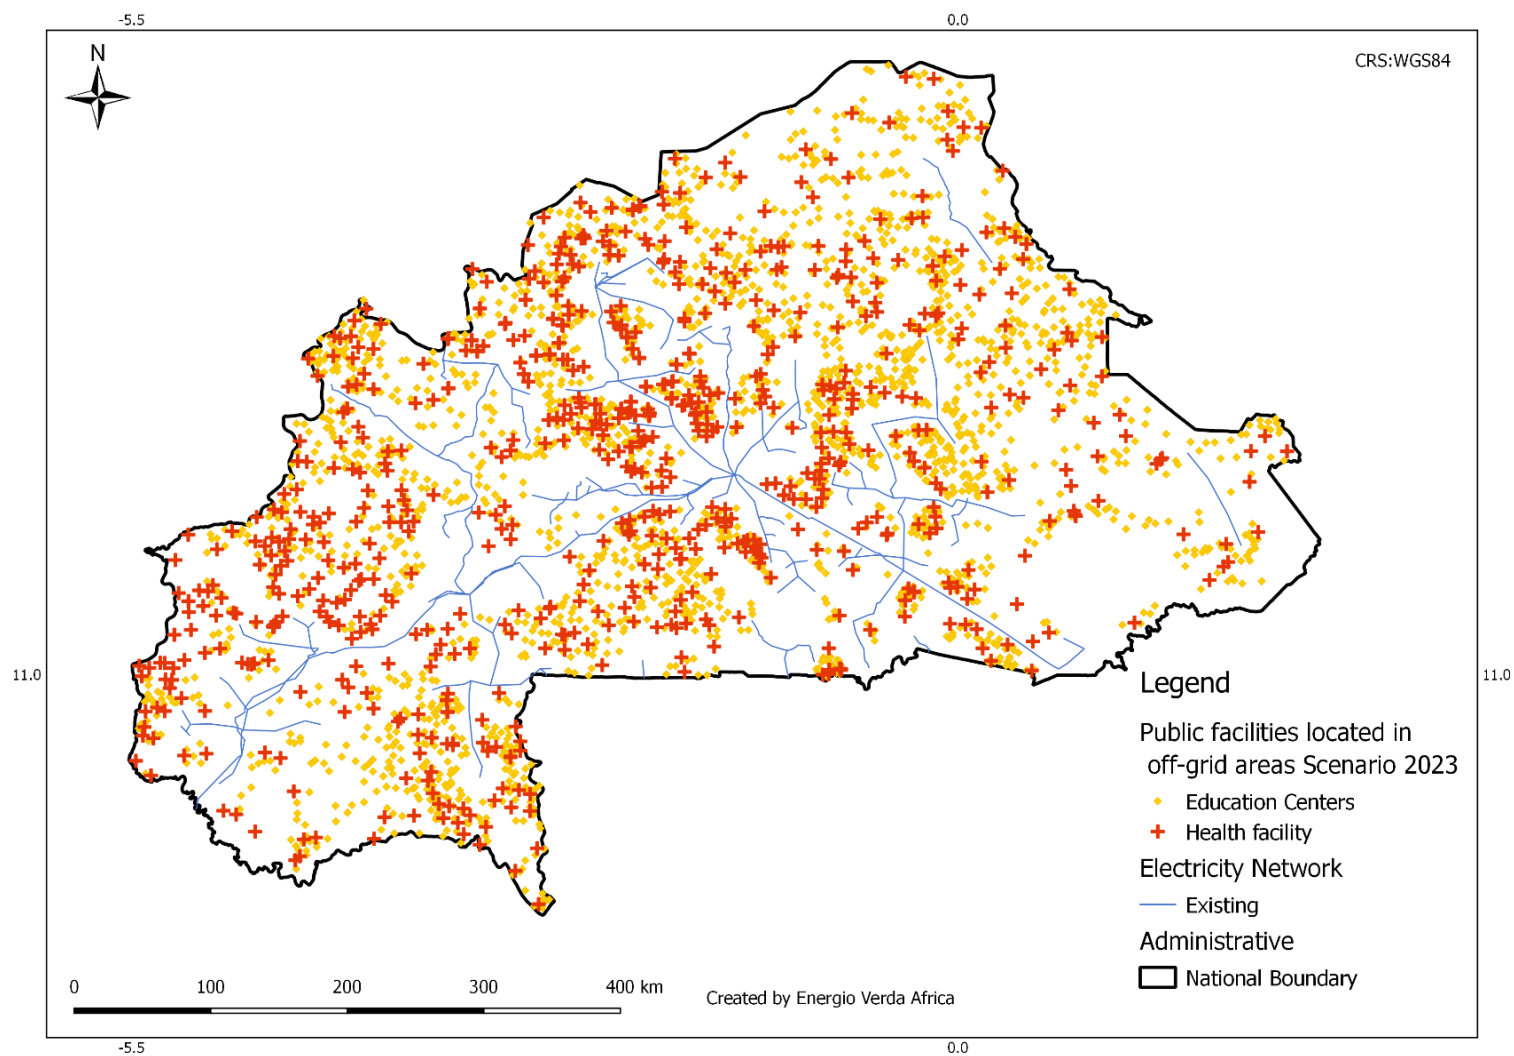 -5.5
0.0
N
CRS:WGS84
11.0
11.0
Legend
Public facilities located in
off-grid areas Scenario 2023
Education Centers
Health facility
Electricity Network
Existing
Administrative
National Boundary
0
100
200
300
400 km
Created by Energio Verda Africa
-5.5
0.0